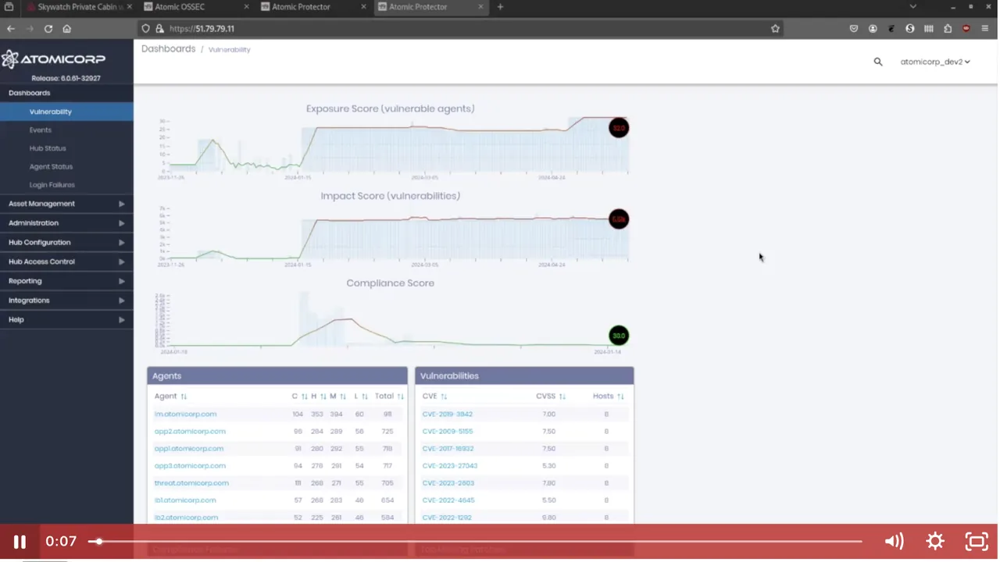 Skywatch Private Cabin w
Atomic OSSEC
Atomic Protector
Atomic Protector
https://51.79.79.11
ATOMICORP
Release: 6.0.61-32927
Dashboards / Vulnerability
atomicorp_dev2
Dashboards
Vulnerability
Events
Hub Status
Agent Status
Login Failures
Asset Management
Administration
Hub Configuration
Hub Access Control
Reporting
Integrations
Help
Exposure Score (vulnerable agents)
30
25
20
15
10
5
0
32.0
2023-11-26 2024-01-15 2024-03-05 2024-04-24
Impact Score (vulnerabilities)
7k
6k
5k
4k
3k
2k
1k
0k
2023-11-26 2024-01-15 2024-03-05 2024-04-24
Compliance Score
30.0
2024-01-14
Agents
Agent C H M L Total
im.atomicorp.com 104 353 394 60 911
app2.atomicorp.com 96 284 289 56 725
app1.atomicorp.com 91 280 292 55 718
app3.atomicorp.com 94 278 291 54 717
threat.atomicorp.com 111 268 271 55 705
lb1.atomicorp.com 57 268 283 46 654
lb2.atomicorp.com 52 225 261 46 584
Compliance Failures
Vulnerabilities
CVE CVSS Hosts
CVE-2019-3842 7.00 8
CVE-2009-5155 7.50 8
CVE-2017-16932 7.50 8
CVE-2023-27043 5.30 8
CVE-2023-2603 7.80 8
CVE-2022-4645 5.50 8
CVE-2022-1292 9.80 8
Top Missing Patches
0:07